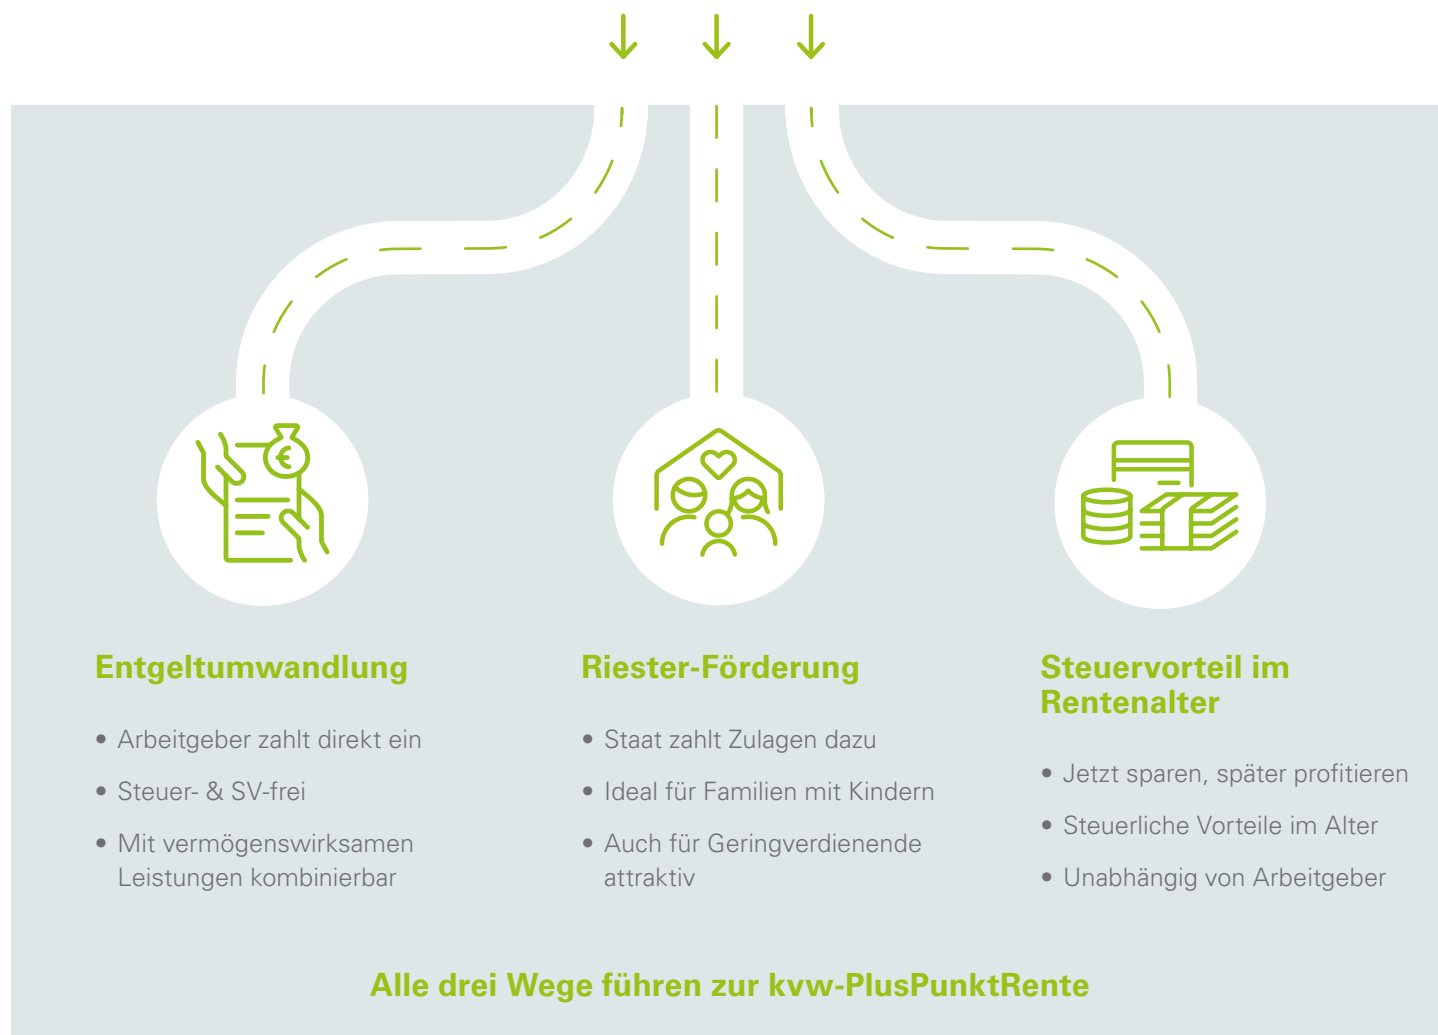 Entgeltumwandlung
• Arbeitgeber zahlt direkt ein
• Steuer- & SV-frei
• Mit vermögenswirksamen
Leistungen kombinierbar
Riester-Förderung
• Staat zahlt Zulagen dazu
• Ideal für Familien mit Kindern
• Auch für Geringverdienende
attraktiv
Steuervorteil im
Rentenalter
• Jetzt sparen, später profitieren
• Steuerliche Vorteile im Alter
• Unabhängig von Arbeitgeber
Alle drei Wege führen zur kvw-PlusPunktRente